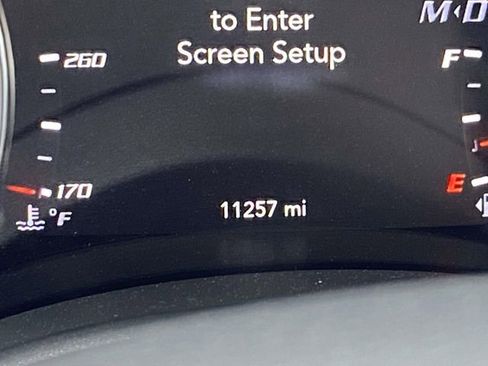 to Enter
M◂D
Screen Setup
260
F
170
E
11257 mi
°F